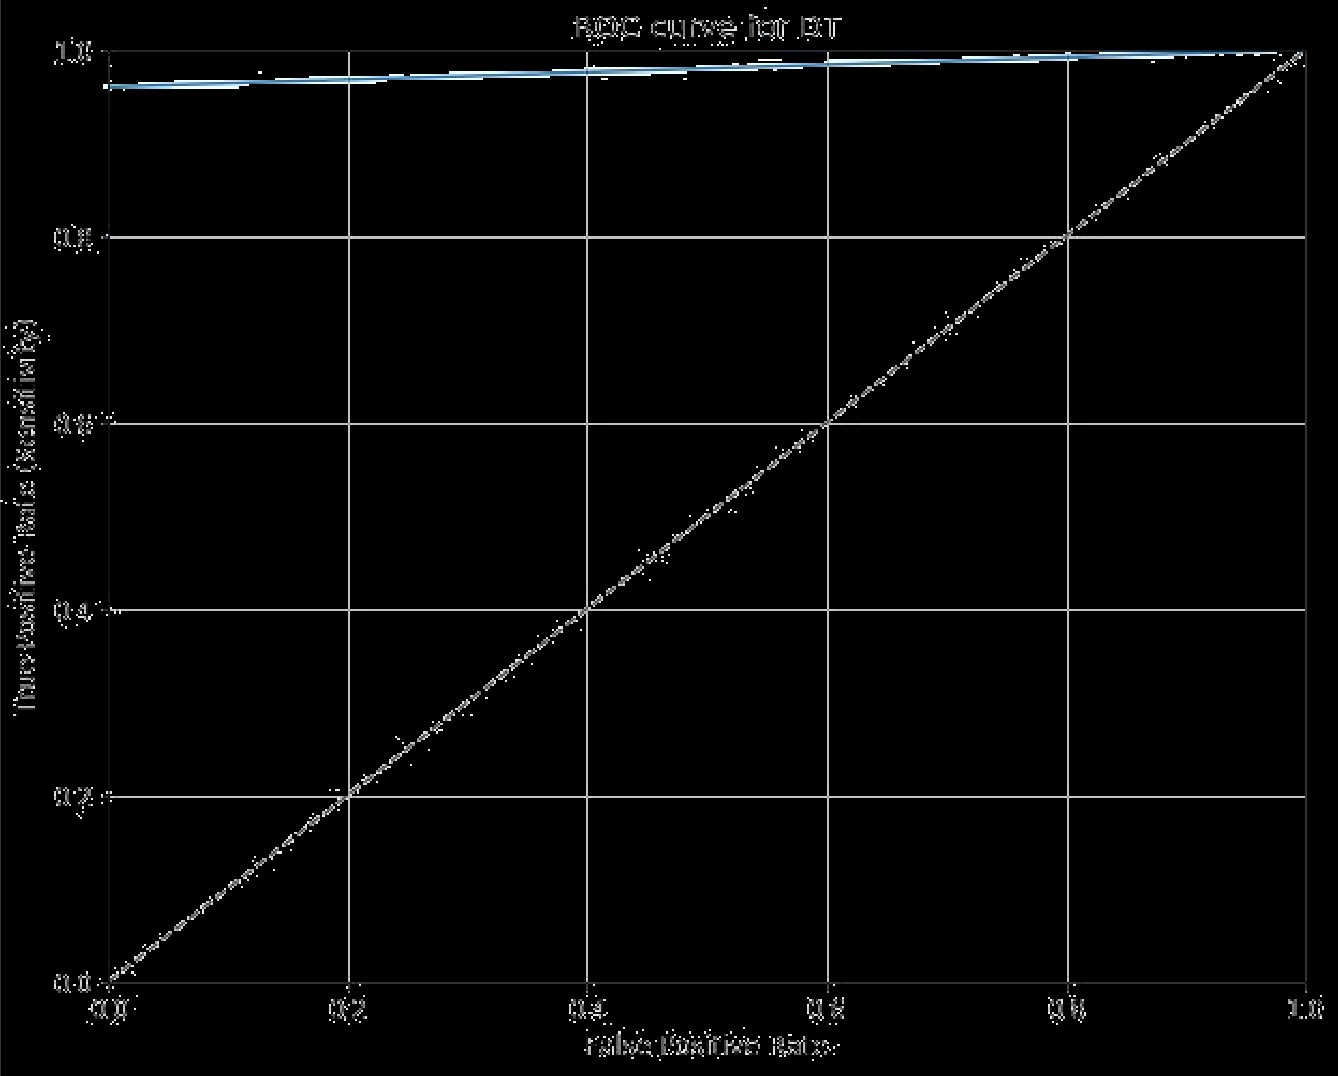 ROC curve for DT
1.0
0.8
0.6
0.4
0.2
0.0
True Positive Rate (Sensitivity)
0.0 0.2 0.4 0.6 0.8 1.0
False Positive Rate